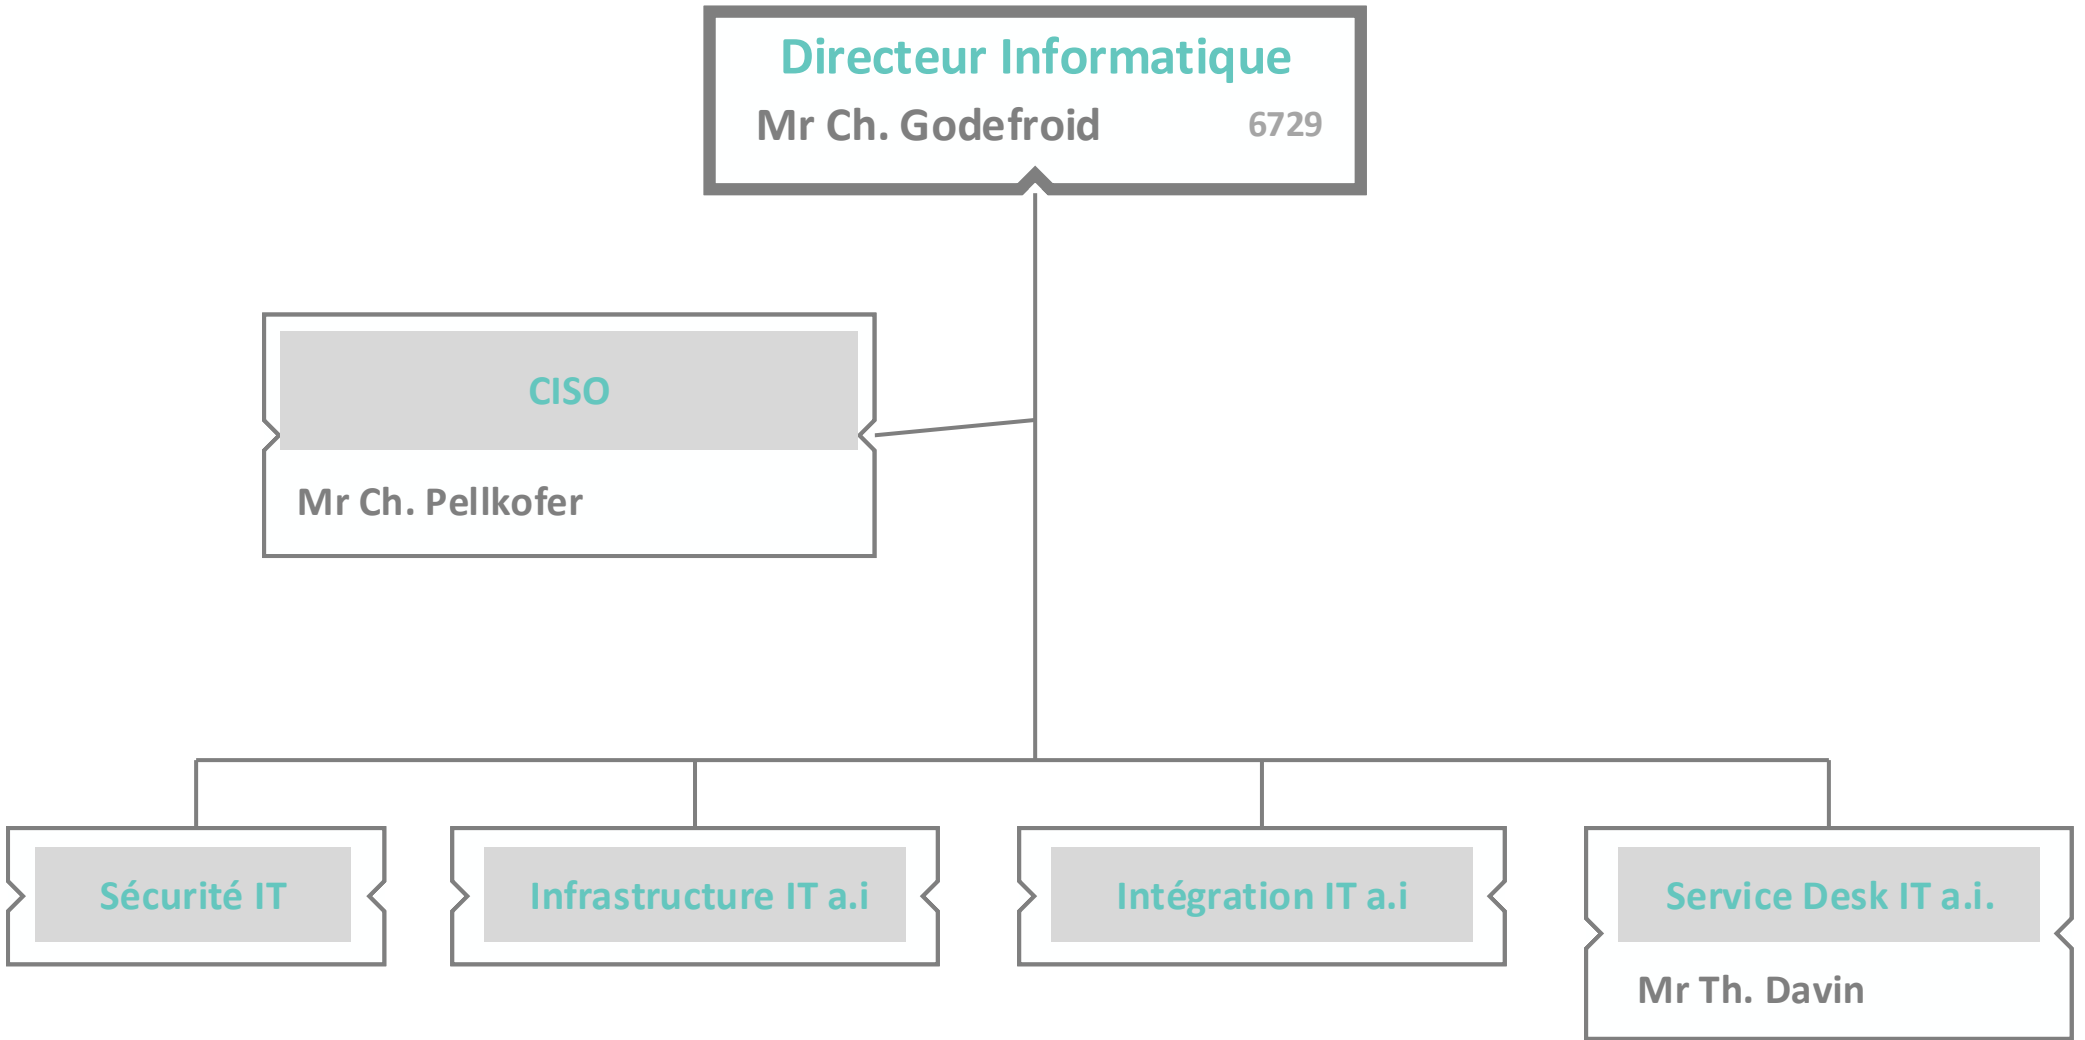 Directeur Informatique
Mr Ch. Godefroid 6729
CISO
Mr Ch. Pellkofer
Sécurité IT
Infrastructure IT a.i
Intégration IT a.i
Service Desk IT a.i.
Mr Th. Davin